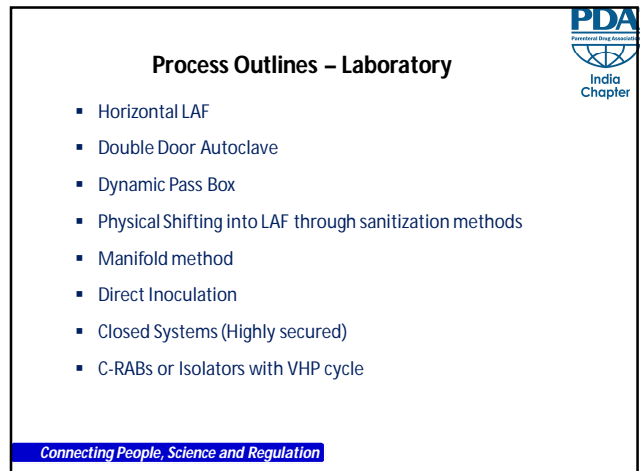 PDA
Parenteral Drug Association
India
Chapter
Process Outlines – Laboratory
▪ Horizontal LAF
▪ Double Door Autoclave
▪ Dynamic Pass Box
▪ Physical Shifting into LAF through sanitization methods
▪ Manifold method
▪ Direct Inoculation
▪ Closed Systems (Highly secured)
▪ C-RABs or Isolators with VHP cycle
Connecting People, Science and Regulation